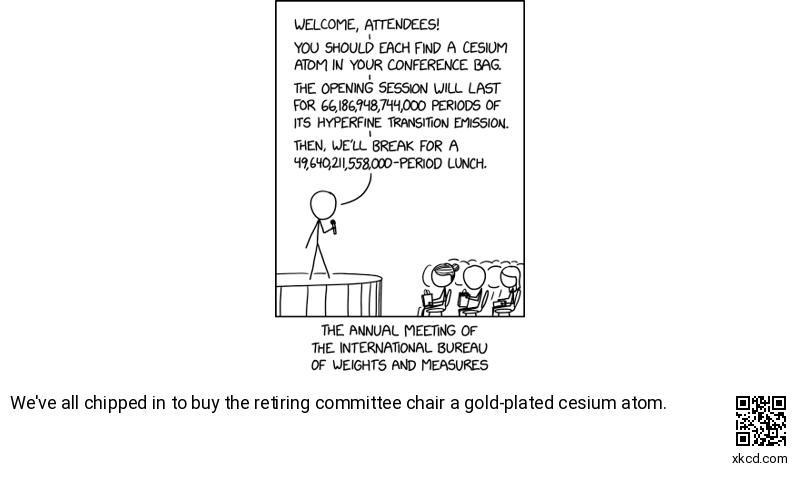 WELCOME, ATTENDEES!
YOU SHOULD EACH FIND A CESIUM
ATOM IN YOUR CONFERENCE BAG.
THE OPENING SESSION WILL LAST
FOR 66,186,948,744,000 PERIODS OF
ITS HYPERFINE TRANSITION EMISSION.
THEN, WE'LL BREAK FOR A
49,640,211,558,000-PERIOD LUNCH.
THE ANNUAL MEETING OF
THE INTERNATIONAL BUREAU
OF WEIGHTS AND MEASURES
We've all chipped in to buy the retiring committee chair a gold-plated cesium atom.
xkcd.com